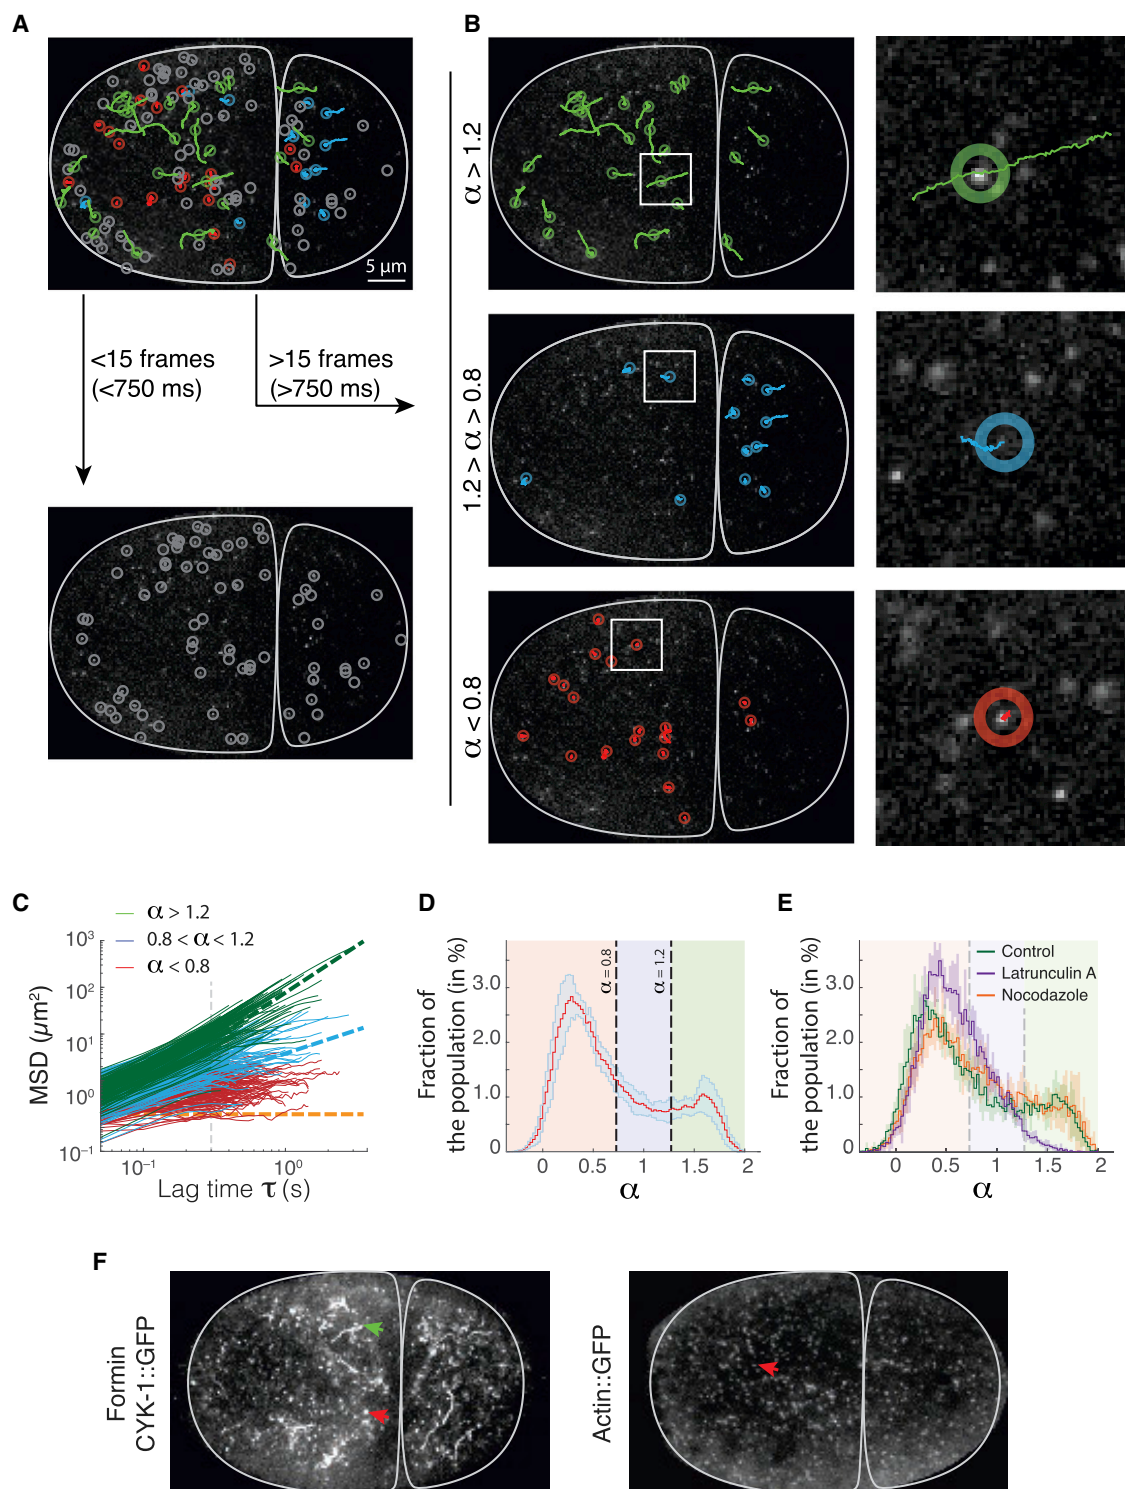 A
B
5 µm
<15 frames
(<750 ms)
>15 frames
(>750 ms)
α > 1.2
1.2 > α > 0.8
α < 0.8
C
α > 1.2
0.8 < α < 1.2
α < 0.8
MSD (µm²)
10³
10²
10¹
10⁰
10⁻¹
10⁻¹
10⁰
Lag time τ (s)
D
Fraction of
the population (in %)
3.0
2.0
1.0
0
α = 0.8
α = 1.2
0
0.5
1
1.5
2
α
E
Fraction of
the population (in %)
3.0
2.0
1.0
0
Control
Latrunculin A
Nocodazole
0
0.5
1
1.5
2
α
F
Formin
CYK-1::GFP
Actin::GFP